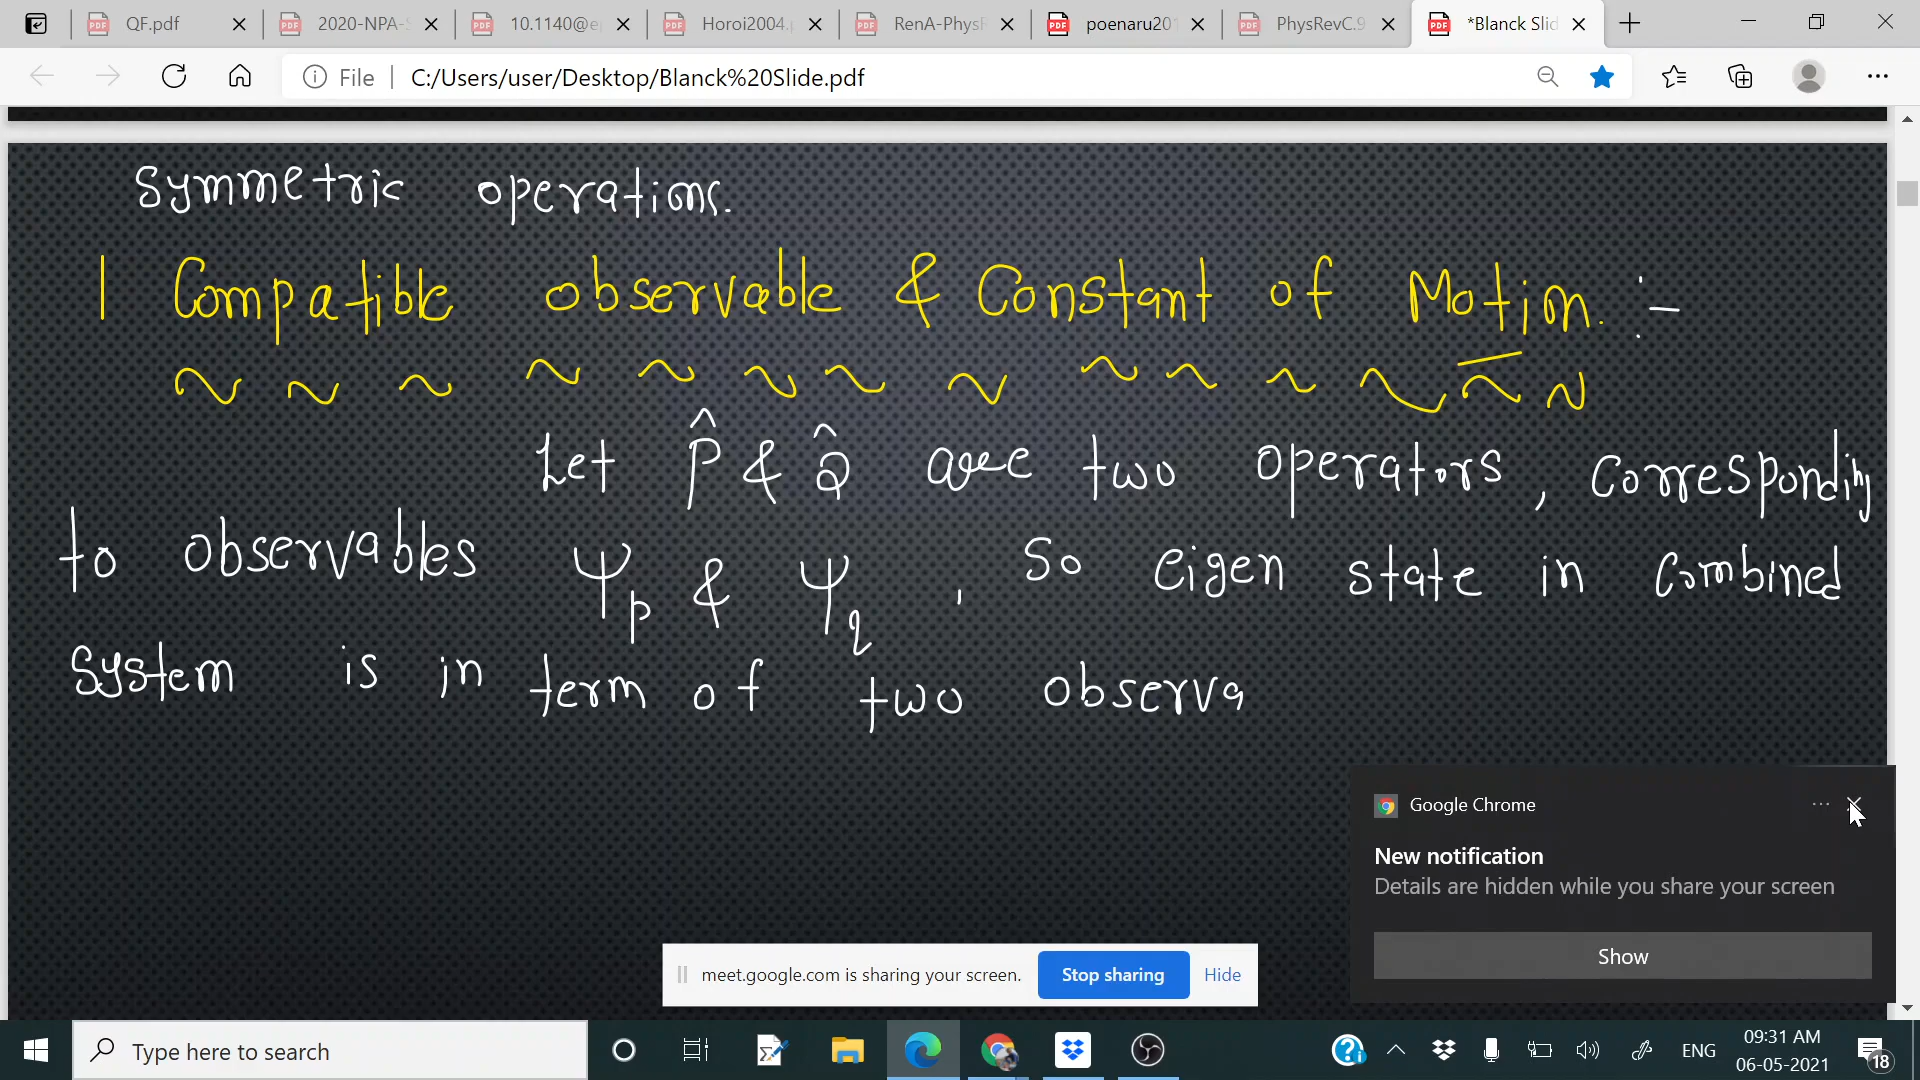 QF.pdf
2020-NPA-
10.1140@e
Horoi2004.
RenA-PhysR
poenaru20
PhysRevC.9
*Blanck Slid
File
C:/Users/user/Desktop/Blanck%20Slide.pdf
Symmetric operations.
1 Compatible observable & Constant of Motion. :-
Let P̂ & Q̂ are two operators, corresponding
to observables Ψp & Ψq , So eigen state in Combined
System is in term of two observa
Google Chrome
New notification
Details are hidden while you share your screen
Show
meet.google.com is sharing your screen. Stop sharing Hide
Type here to search
ENG
09:31 AM
06-05-2021
18